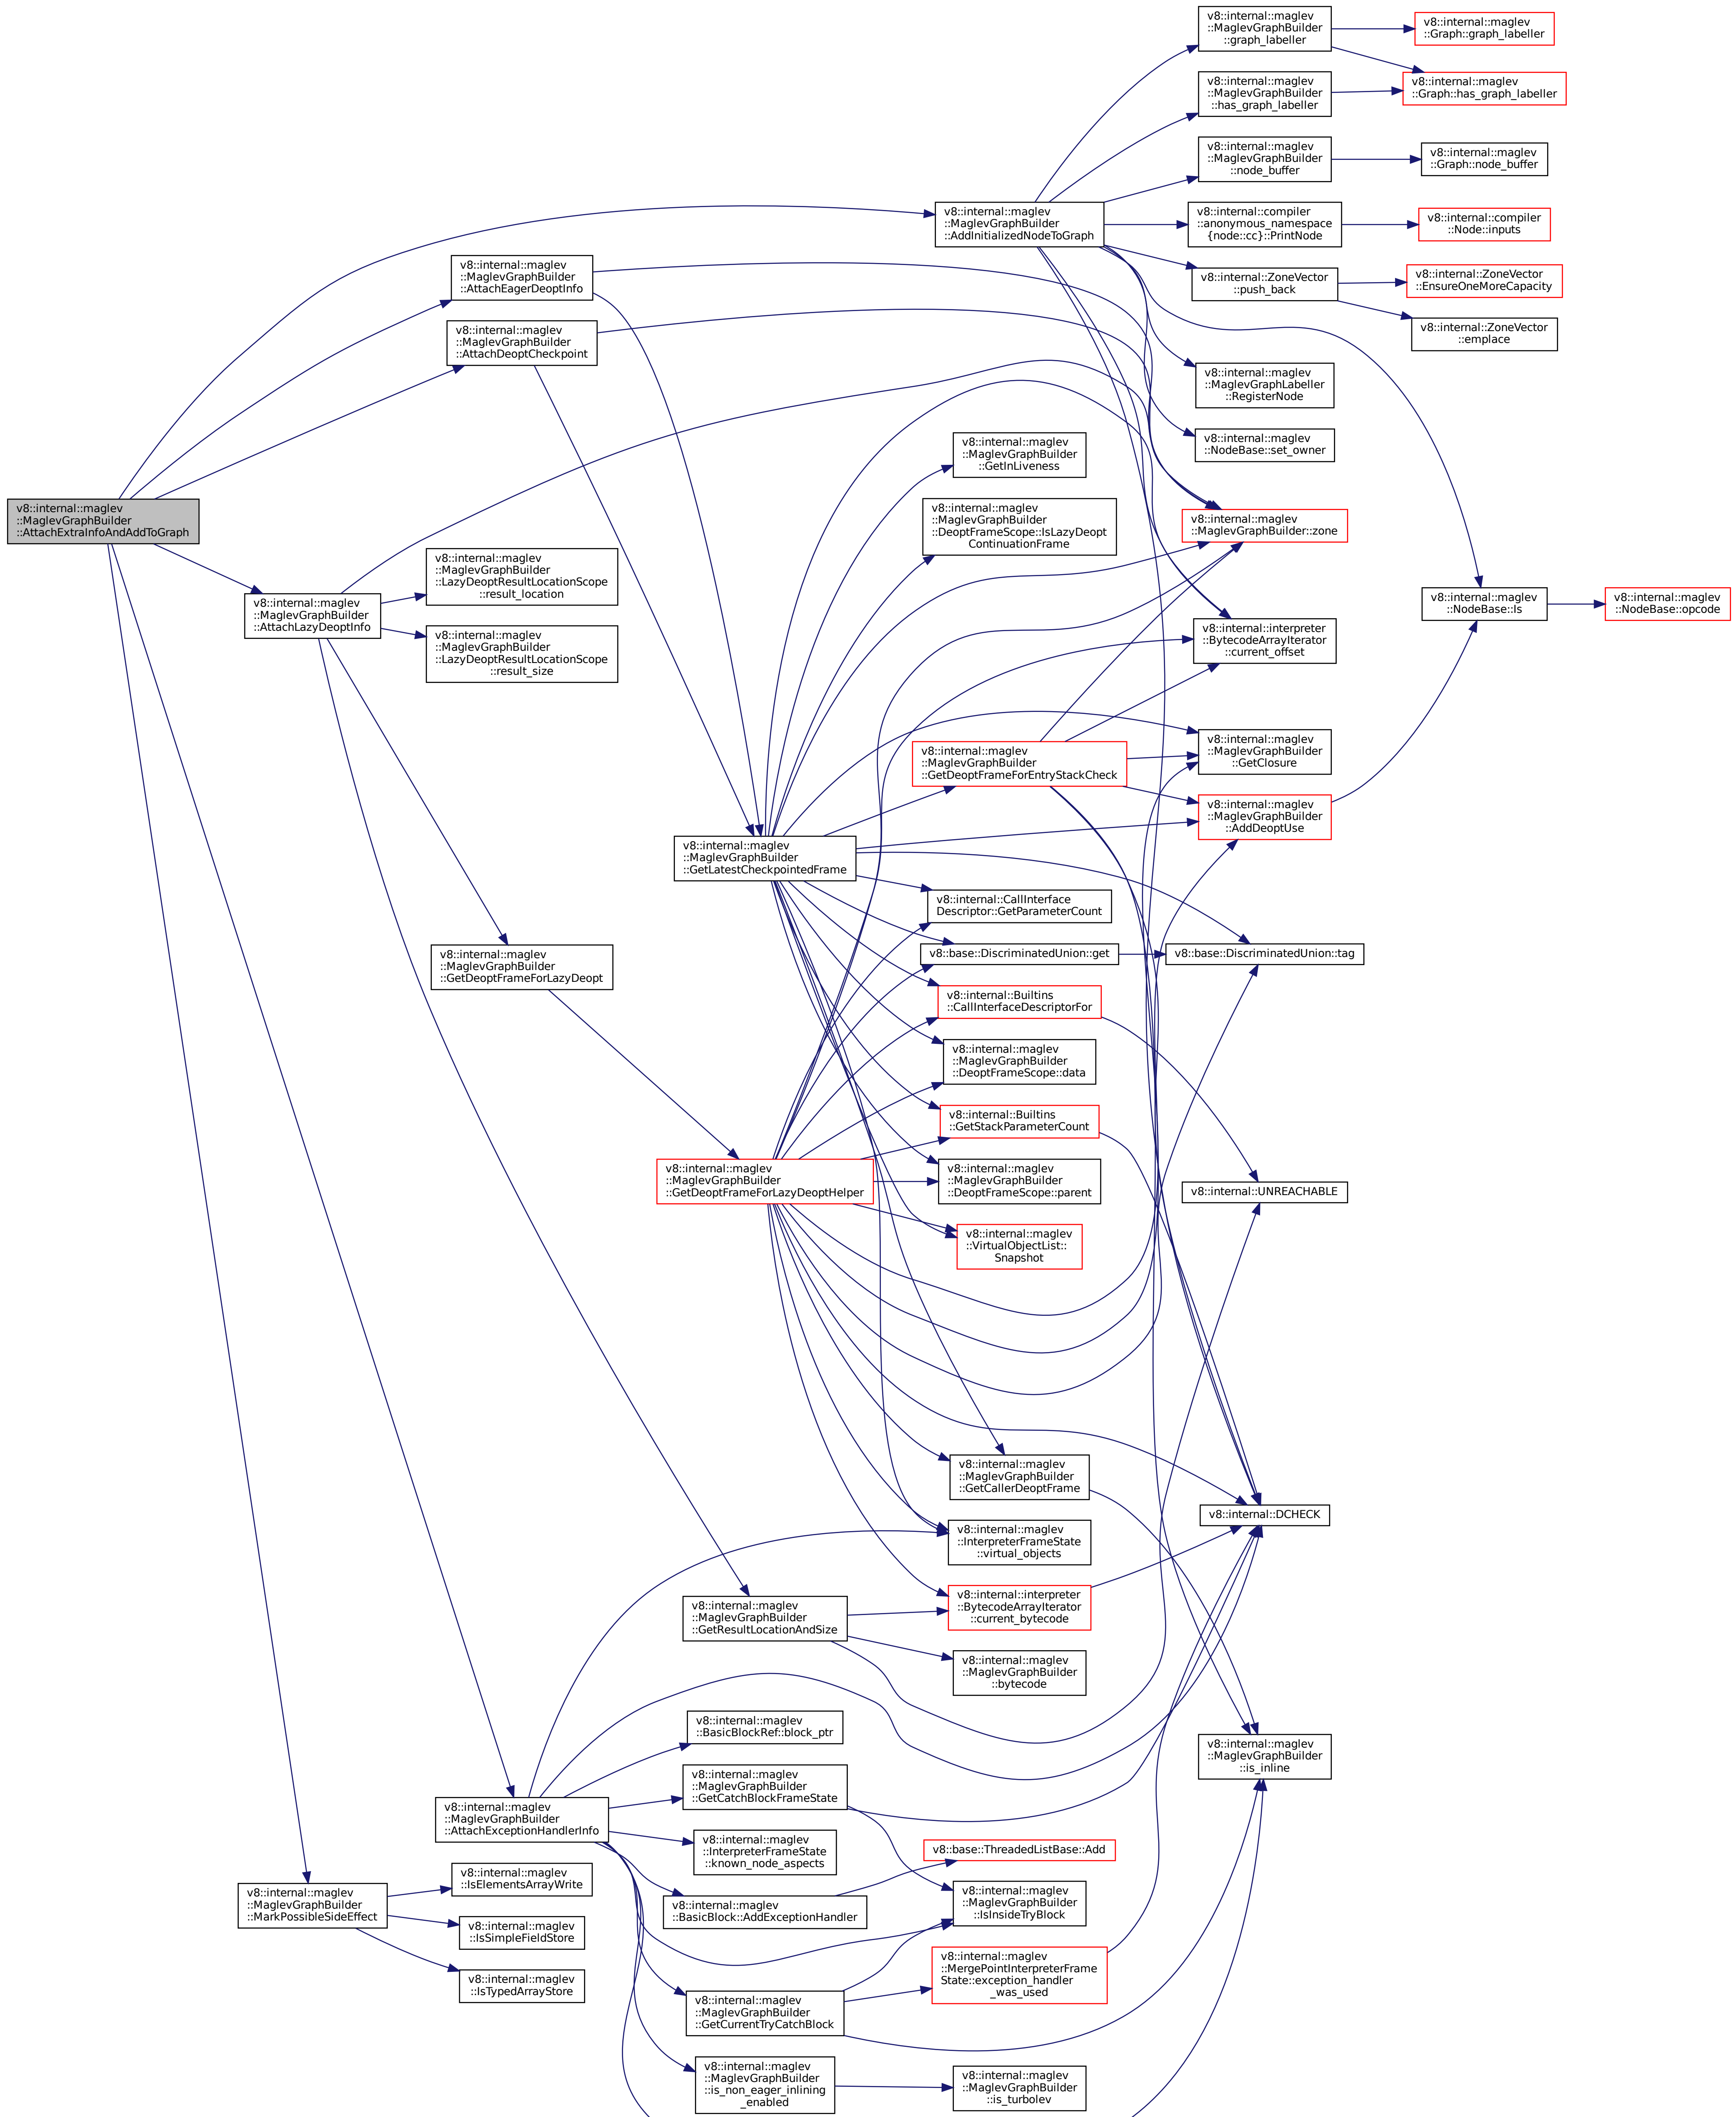 v8::internal::maglev
::MaglevGraphBuilder
::AttachExtraInfoAndAddToGraph
v8::internal::maglev
::MaglevGraphBuilder
::AddInitializedNodeToGraph
v8::internal::maglev
::MaglevGraphBuilder
::AttachEagerDeoptInfo
v8::internal::maglev
::MaglevGraphBuilder
::AttachDeoptCheckpoint
v8::internal::maglev
::MaglevGraphBuilder
::AttachLazyDeoptInfo
v8::internal::maglev
::MaglevGraphBuilder
::LazyDeoptResultLocationScope
::result_location
v8::internal::maglev
::MaglevGraphBuilder
::LazyDeoptResultLocationScope
::result_size
v8::internal::maglev
::MaglevGraphBuilder
::GetDeoptFrameForLazyDeopt
v8::internal::maglev
::MaglevGraphBuilder
::AttachExceptionHandlerInfo
v8::internal::maglev
::MaglevGraphBuilder
::MarkPossibleSideEffect
v8::internal::maglev
::IsElementsArrayWrite
v8::internal::maglev
::IsSimpleFieldStore
v8::internal::maglev
::IsTypedArrayStore
v8::internal::maglev
::MaglevGraphBuilder
::GetLatestCheckpointedFrame
v8::internal::maglev
::MaglevGraphBuilder
::GetDeoptFrameForLazyDeoptHelper
v8::internal::maglev
::MaglevGraphBuilder
::GetResultLocationAndSize
v8::internal::maglev
::BasicBlockRef::block_ptr
v8::internal::maglev
::MaglevGraphBuilder
::GetCatchBlockFrameState
v8::internal::maglev
::InterpreterFrameState
::known_node_aspects
v8::internal::maglev
::BasicBlock::AddExceptionHandler
v8::internal::maglev
::MaglevGraphBuilder
::GetCurrentTryCatchBlock
v8::internal::maglev
::MaglevGraphBuilder
::is_non_eager_inlining
_enabled
v8::internal::maglev
::MaglevGraphBuilder
::GetInLiveness
v8::internal::maglev
::MaglevGraphBuilder
::DeoptFrameScope::IsLazyDeopt
ContinuationFrame
v8::internal::maglev
::MaglevGraphBuilder
::GetDeoptFrameForEntryStackCheck
v8::internal::CallInterface
Descriptor::GetParameterCount
v8::base::DiscriminatedUnion::get
v8::internal::Builtins
::CallInterfaceDescriptorFor
v8::internal::maglev
::MaglevGraphBuilder
::DeoptFrameScope::data
v8::internal::Builtins
::GetStackParameterCount
v8::internal::maglev
::MaglevGraphBuilder
::DeoptFrameScope::parent
v8::internal::maglev
::VirtualObjectList::
Snapshot
v8::internal::maglev
::MaglevGraphBuilder
::GetCallerDeoptFrame
v8::internal::maglev
::InterpreterFrameState
::virtual_objects
v8::internal::interpreter
::BytecodeArrayIterator
::current_bytecode
v8::internal::maglev
::MaglevGraphBuilder
::bytecode
v8::base::ThreadedListBase::Add
v8::internal::maglev
::MaglevGraphBuilder
::IsInsideTryBlock
v8::internal::maglev
::MergePointInterpreterFrame
State::exception_handler
_was_used
v8::internal::maglev
::MaglevGraphBuilder
::is_turbolev
v8::internal::maglev
::MaglevGraphBuilder
::graph_labeller
v8::internal::maglev
::MaglevGraphBuilder
::has_graph_labeller
v8::internal::maglev
::MaglevGraphBuilder
::node_buffer
v8::internal::compiler
::anonymous_namespace
{node::cc}::PrintNode
v8::internal::ZoneVector
::push_back
v8::internal::maglev
::MaglevGraphLabeller
::RegisterNode
v8::internal::maglev
::NodeBase::set_owner
v8::internal::maglev
::MaglevGraphBuilder::zone
v8::internal::interpreter
::BytecodeArrayIterator
::current_offset
v8::internal::maglev
::MaglevGraphBuilder
::GetClosure
v8::internal::maglev
::MaglevGraphBuilder
::AddDeoptUse
v8::base::DiscriminatedUnion::tag
v8::internal::UNREACHABLE
v8::internal::DCHECK
v8::internal::maglev
::MaglevGraphBuilder
::is_inline
v8::internal::maglev
::Graph::graph_labeller
v8::internal::maglev
::Graph::has_graph_labeller
v8::internal::maglev
::Graph::node_buffer
v8::internal::compiler
::Node::inputs
v8::internal::ZoneVector
::EnsureOneMoreCapacity
v8::internal::ZoneVector
::emplace
v8::internal::maglev
::NodeBase::Is
v8::internal::maglev
::NodeBase::opcode